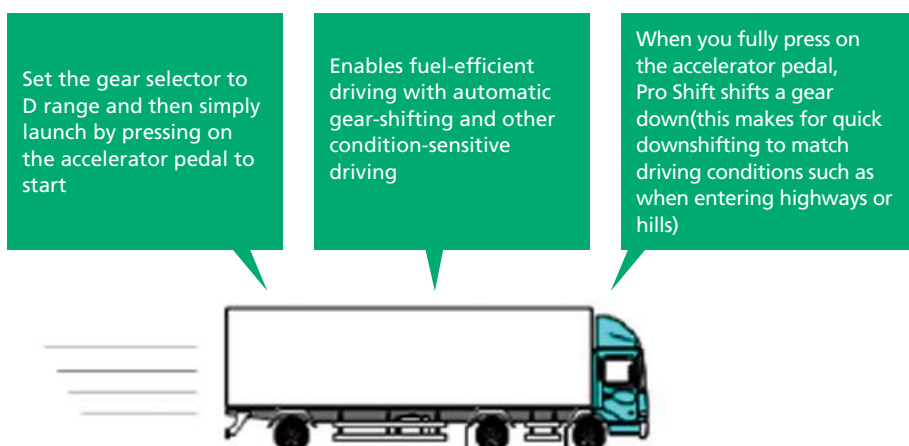 Set the gear selector to
D range and then simply
launch by pressing on
the accelerator pedal to
start
Enables fuel-efficient
driving with automatic
gear-shifting and other
condition-sensitive
driving
When you fully press on
the accelerator pedal,
Pro Shift shifts a gear
down(this makes for quick
downshifting to match
driving conditions such as
when entering highways or
hills)